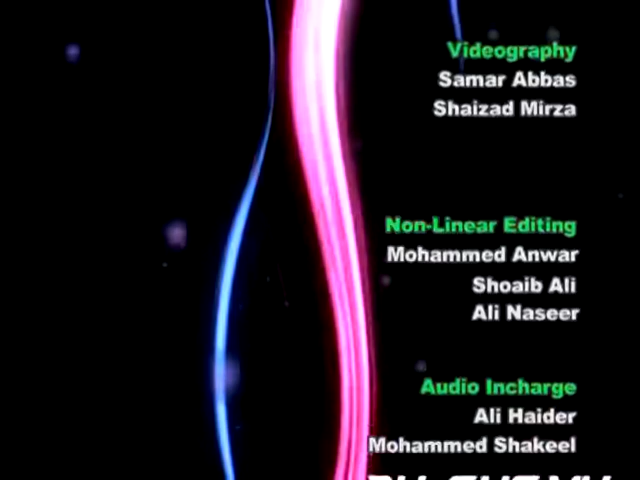 Videography
Samar Abbas
Shaizad Mirza
Non-Linear Editing
Mohammed Anwar
Shoaib Ali
Ali Naseer
Audio Incharge
Ali Haider
Mohammed Shakeel